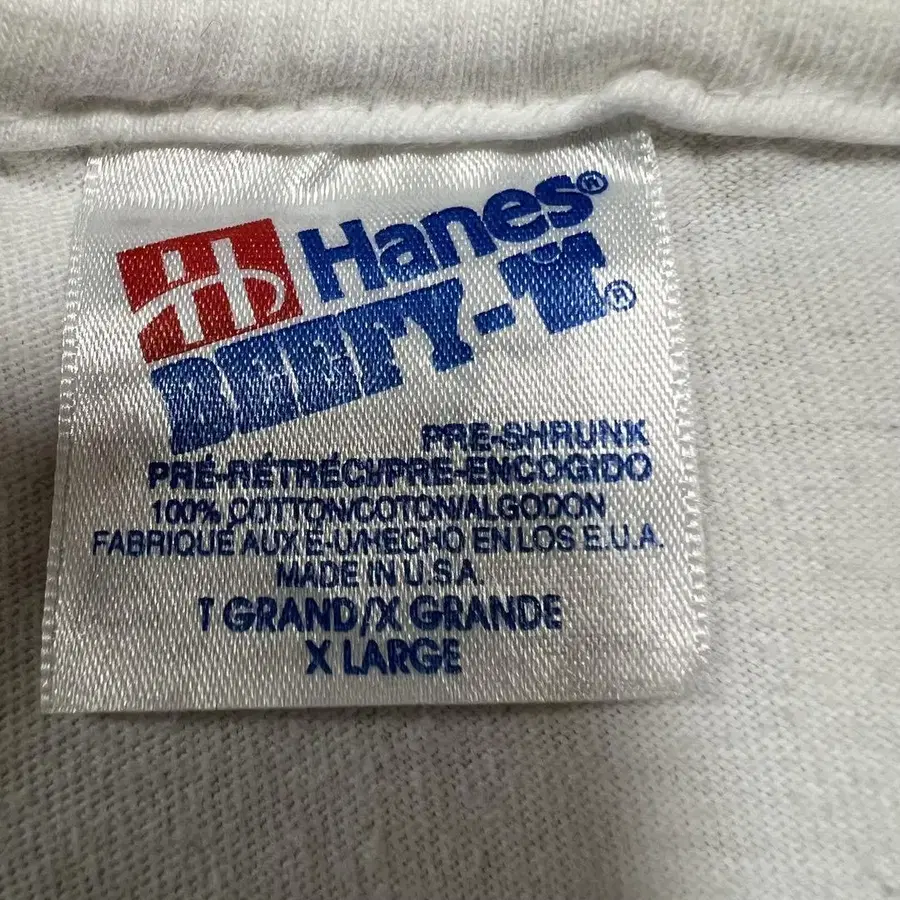 Hanes®
BEEFY-T®
PRE-SHRUNK
PRÉ-RÉTRÉCI/PRE-ENCOGIDO
100% COTTON/COTON/ALGODON
FABRIQUÉ AUX É-U/HECHO EN LOS E.U.A.
MADE IN U.S.A.
T GRAND/X GRANDE
X LARGE